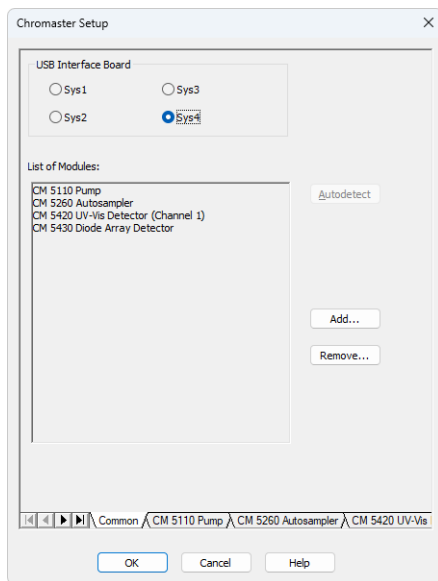 Chromaster Setup
USB Interface Board
Sys1
Sys3
Sys2
Sys4
List of Modules:
CM 5110 Pump
CM 5260 Autosampler
CM 5420 UV-Vis Detector (Channel 1)
CM 5430 Diode Array Detector
Autodetect
Add...
Remove...
Common CM 5110 Pump CM 5260 Autosampler CM 5420 UV-Vis
OK Cancel Help